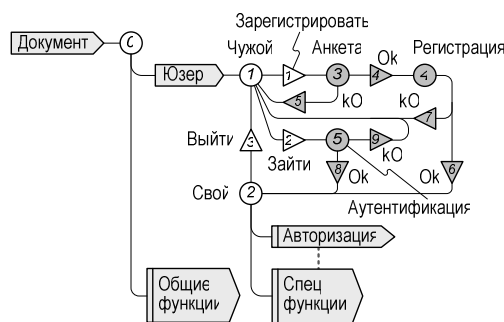 Зарегистрировать
Документ
C
Чужой
Анкета
Ok
Регистрация
Юзер
1
1
3
4
4
5
kO
kO
7
Выйти
3
2
5
9
Зайти
kO
8
6
Свой
2
Ok
Ok
Аутентификация
Авторизация
Общие
функции
Спец
функции